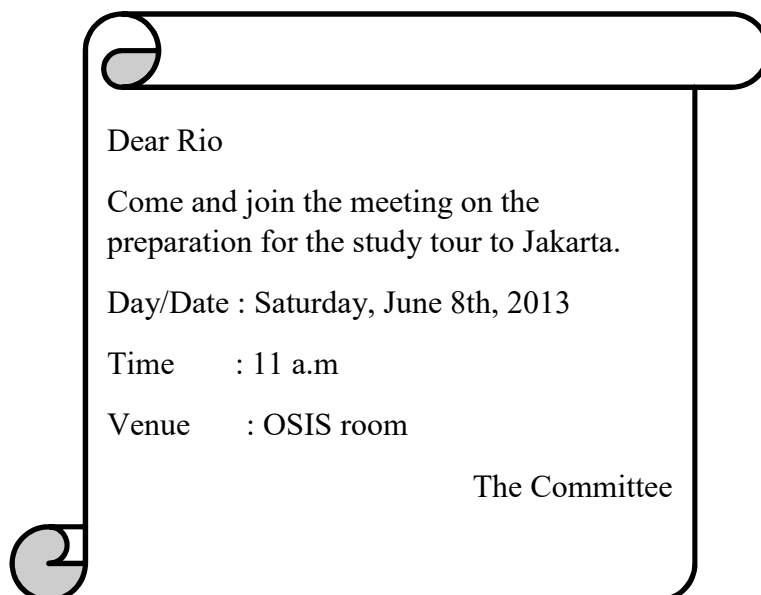 Dear Rio
Come and join the meeting on the
preparation for the study tour to Jakarta.
Day/Date : Saturday, June 8th, 2013
Time : 11 a.m
Venue : OSIS room
The Committee